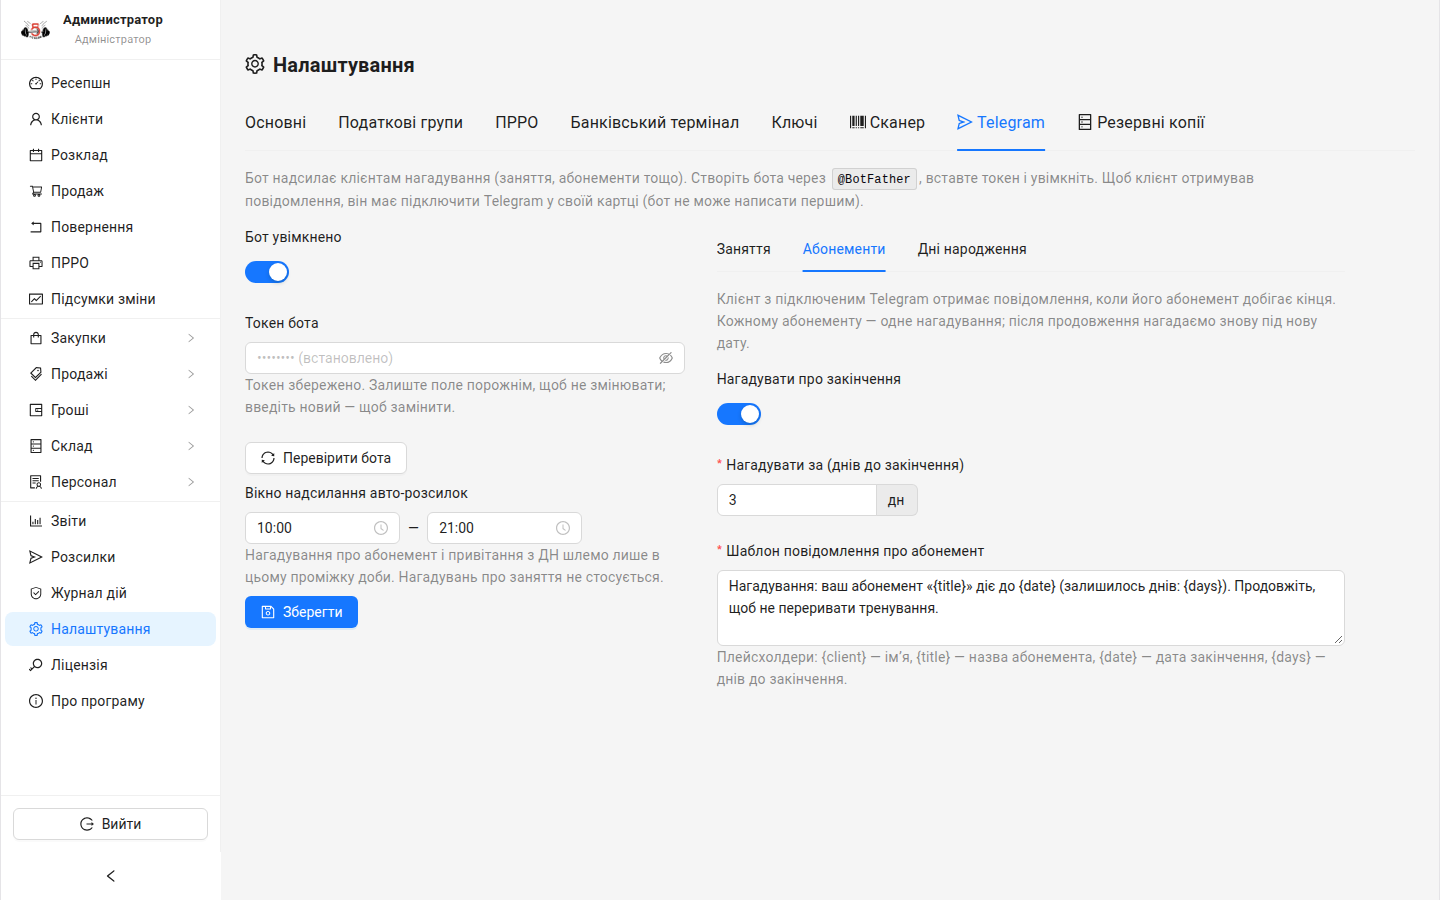 Администратор
Адміністратор
Ресепшн
Клієнти
Розклад
Продаж
Повернення
ПРРО
Підсумки зміни
Закупки
Продажі
Гроші
Склад
Персонал
Звіти
Розсилки
Журнал дій
Налаштування
Ліцензія
Про програму
Вийти
Налаштування
Основні Податкові групи ПРРО Банківський термінал Ключі Сканер Telegram Резервні копії
Бот надсилає клієнтам нагадування (заняття, абонементи тощо). Створіть бота через @BotFather, вставте токен і увімкніть. Щоб клієнт отримував
повідомлення, він має підключити Telegram у своїй картці (бот не може написати першим).
Бот увімкнено
Токен бота
•••••••• (встановлено)
Токен збережено. Залиште поле порожнім, щоб не змінювати;
введіть новий — щоб замінити.
Перевірити бота
Вікно надсилання авто-розсилок
10:00 — 21:00
Нагадування про абонемент і привітання з ДН шлемо лише в
цьому проміжку доби. Нагадувань про заняття не стосується.
Зберегти
Заняття Абонементи Дні народження
Клієнт з підключеним Telegram отримає повідомлення, коли його абонемент добігає кінця.
Кожному абонементу — одне нагадування; після продовження нагадаємо знову під нову
дату.
Нагадувати про закінчення
* Нагадувати за (днів до закінчення)
3 дн
* Шаблон повідомлення про абонемент
Нагадування: ваш абонемент «{title}» діє до {date} (залишилось днів: {days}). Продовжіть,
щоб не переривати тренування.
Плейсхолдери: {client} — ім’я, {title} — назва абонемента, {date} — дата закінчення, {days} —
днів до закінчення.